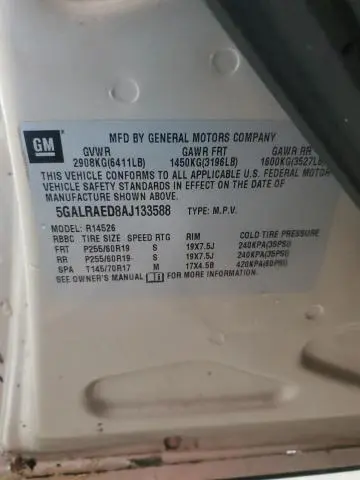 GM
MFD BY GENERAL MOTORS COMPANY
GVWR GAWR FRT GAWR RR
2908KG(6411LB) 1450KG(3196LB) 1600KG(3527LB
THIS VEHICLE CONFORMS TO ALL APPLICABLE U.S. FEDERAL MOTOR
VEHICLE SAFETY STANDARDS IN EFFECT ON THE DATE OF
MANUFACTURE SHOWN ABOVE.
5GALRAED8AJ133588 TYPE: M.P.V.
MODEL: R14526
RBBC TIRE SIZE SPEED RTG RIM COLD TIRE PRESSURE
FRT P255/60R19 S 19X7.5J 240KPA(35PSI)
RR P255/60R19 S 19X7.5J 240KPA(35PSI)
SPA T145/70R17 M 17X4.5B 420KPA(60PSI)
SEE OWNER'S MANUAL FOR MORE INFORMATION.